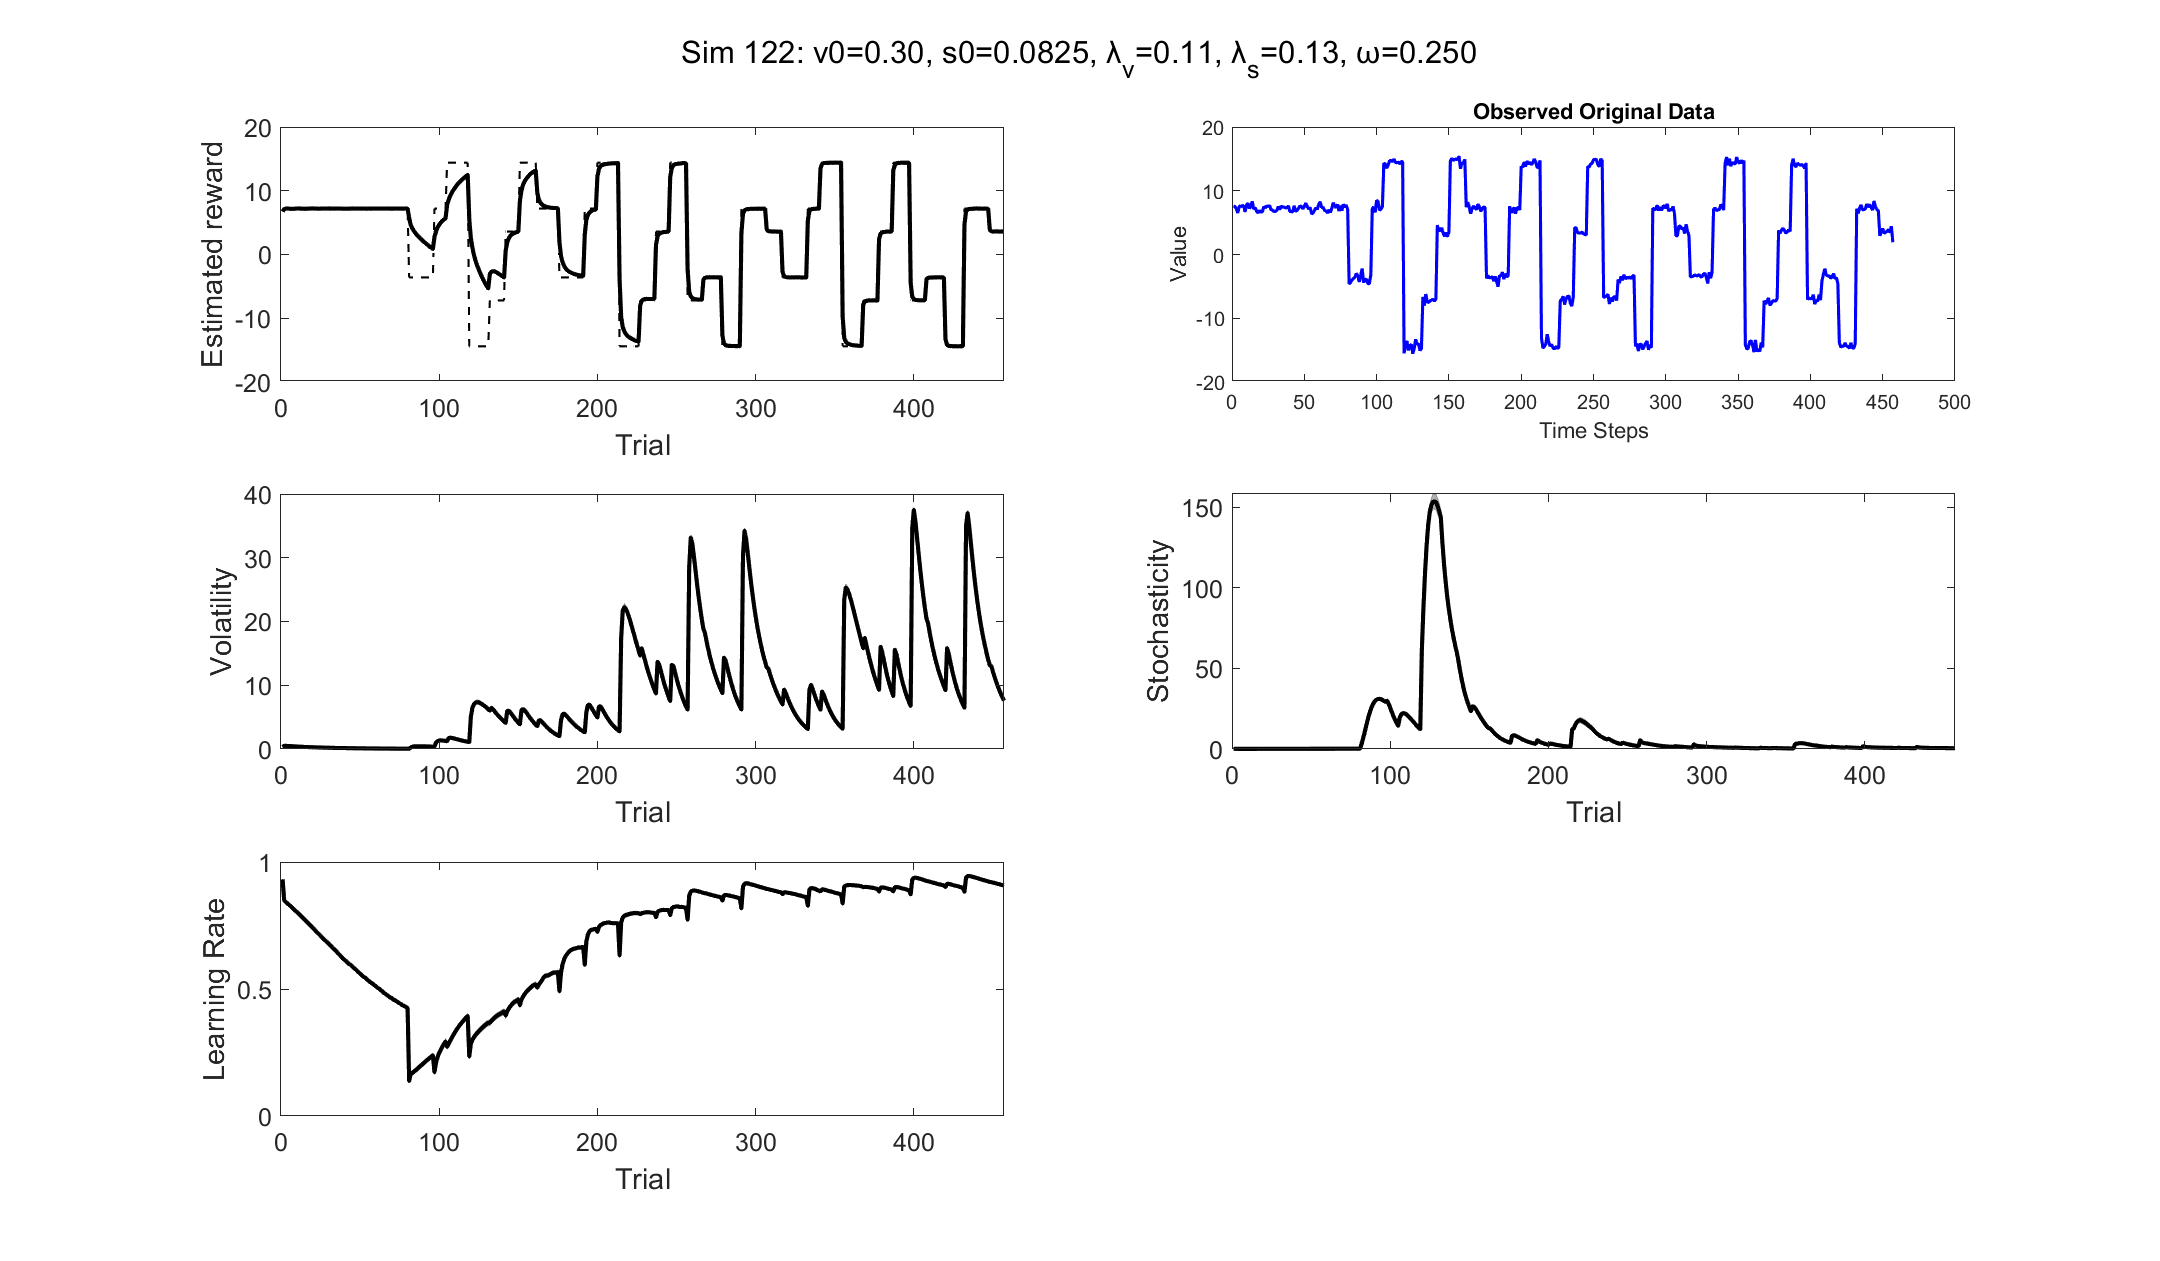 Sim 122: v0=0.30, s0=0.0825, λv=0.11, λs=0.13, ω=0.250
Estimated reward
20
10
0
-10
-20
0 100 200 300 400
Trial
Observed Original Data
Value
20
10
0
-10
-20
0 50 100 150 200 250 300 350 400 450 500
Time Steps
Volatility
40
30
20
10
0
0 100 200 300 400
Trial
Stochasticity
150
100
50
0
0 100 200 300 400
Trial
Learning Rate
1
0.5
0
0 100 200 300 400
Trial